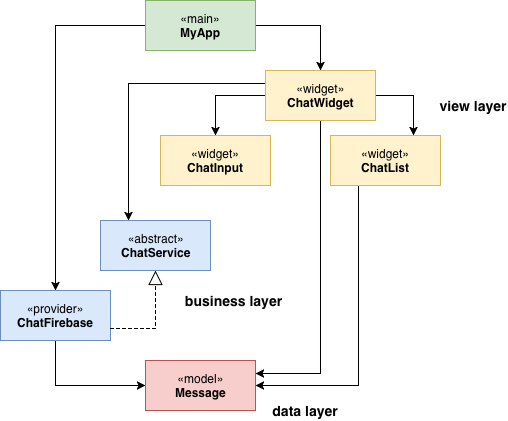 «main»
MyApp
«widget»
ChatWidget
view layer
«widget»
ChatInput
«widget»
ChatList
«abstract»
ChatService
business layer
«provider»
ChatFirebase
«model»
Message
data layer